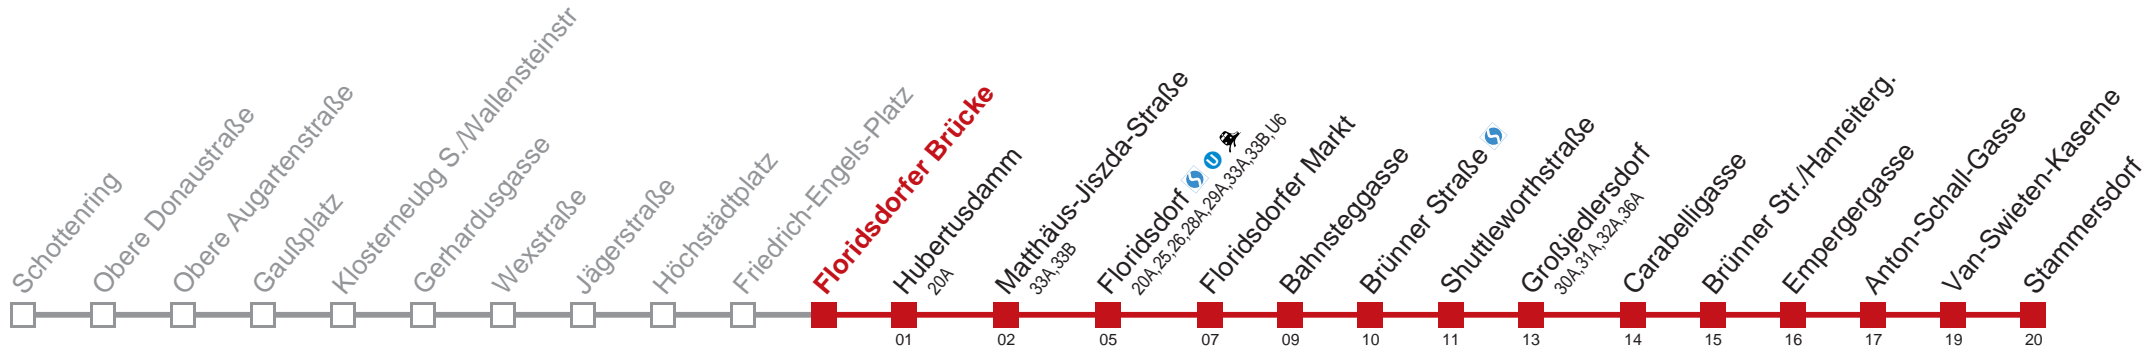 Schottenring
Obere Donaustraße
Obere Augartenstraße
Gaußplatz
Klosterneubg S./Wallensteinstr
Gerhardusgasse
Wexstraße
Jägerstraße
Höchstädtplatz
Friedrich-Engels-Platz
Floridsdorfer Brücke
Hubertusdamm
20A
Matthäus-Jiszda-Straße
33A,33B
Floridsdorf S U
20A,25,26,28A,29A,33A,33B,U6
Floridsdorfer Markt
Bahnsteggasse
Brünner Straße S
Shuttleworthstraße
Großjedlersdorf
30A,31A,32A,36A
Carabelligasse
Brünner Str./Hanreiterg.
Empergergasse
Anton-Schall-Gasse
Van-Swieten-Kaserne
Stammersdorf
01 02 05 07 09 10 11 13 14 15 16 17 19 20